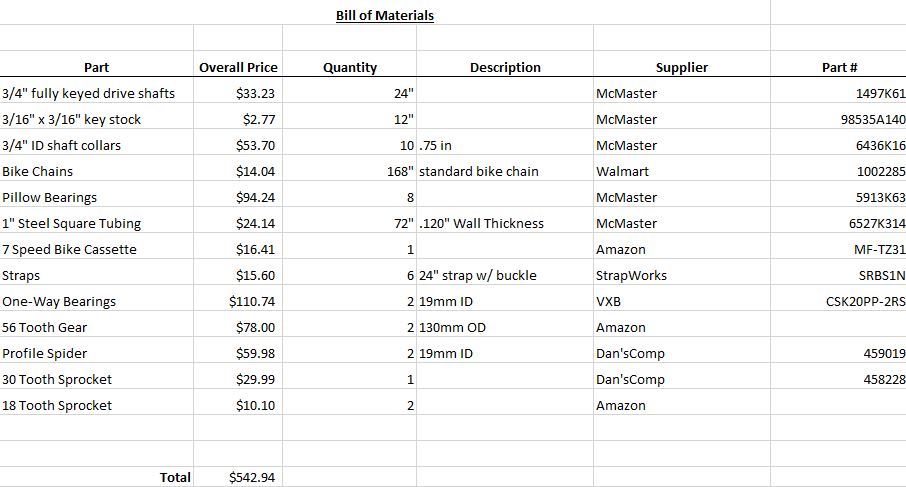 Bill of Materials
Part Overall Price Quantity Description Supplier Part #
3/4" fully keyed drive shafts $33.23 24" McMaster 1497K61
3/16" x 3/16" key stock $2.77 12" McMaster 98535A140
3/4" ID shaft collars $53.70 10 .75 in McMaster 6436K16
Bike Chains $14.04 168" standard bike chain Walmart 1002285
Pillow Bearings $94.24 8 McMaster 5913K63
1" Steel Square Tubing $24.14 72" .120" Wall Thickness McMaster 6527K314
7 Speed Bike Cassette $16.41 1 Amazon MF-TZ31
Straps $15.60 6 24" strap w/ buckle StrapWorks SRBS1N
One-Way Bearings $110.74 2 19mm ID VXB CSK20PP-2RS
56 Tooth Gear $78.00 2 130mm OD Amazon
Profile Spider $59.98 2 19mm ID Dan'sComp 459019
30 Tooth Sprocket $29.99 1 Dan'sComp 458228
18 Tooth Sprocket $10.10 2 Amazon
Total $542.94